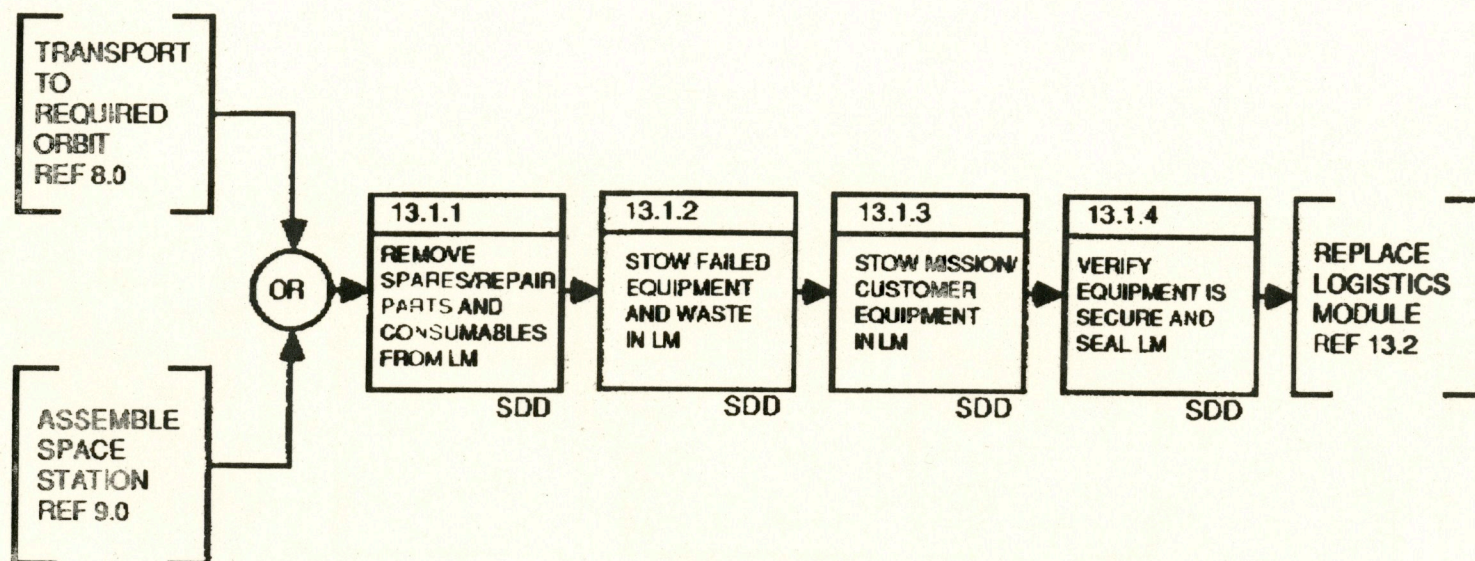 TRANSPORT
TO
REQUIRED
ORBIT
REF 8.0
ASSEMBLE
SPACE
STATION
REF 9.0
OR
13.1.1
REMOVE
SPARES/REPAIR
PARTS AND
CONSUMABLES
FROM LM
SDD
13.1.2
STOW FAILED
EQUIPMENT
AND WASTE
IN LM
SDD
13.1.3
STOW MISSION/
CUSTOMER
EQUIPMENT
IN LM
SDD
13.1.4
VERIFY
EQUIPMENT IS
SECURE AND
SEAL LM
SDD
REPLACE
LOGISTICS
MODULE
REF 13.2